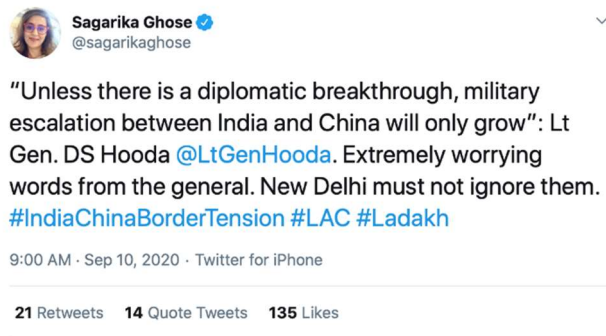 Sagarika Ghose
@sagarikaghose
“Unless there is a diplomatic breakthrough, military
escalation between India and China will only grow”: Lt
Gen. DS Hooda @LtGenHooda. Extremely worrying
words from the general. New Delhi must not ignore them.
#IndiaChinaBorderTension #LAC #Ladakh
9:00 AM · Sep 10, 2020 · Twitter for iPhone
21 Retweets 14 Quote Tweets 135 Likes